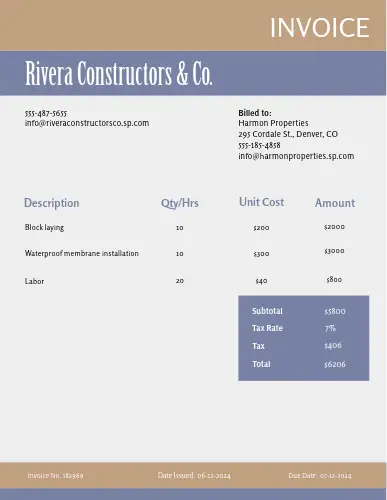 INVOICE
Rivera Constructors & Co.
555-487-5655
info@riveraconstructorsco.sp.com
Billed to:
Harmon Properties
295 Cordale St., Denver, CO
555-185-4858
info@harmonproperties.sp.com
Description Qty/Hrs Unit Cost Amount
Block laying 10 $200 $2000
Waterproof membrane installation 10 $300 $3000
Labor 20 $40 $800
Subtotal $5800
Tax Rate 7%
Tax $406
Total $6206
Invoice No. 182969 Date Issued: 06-12-2024 Due Date: 07-12-2024